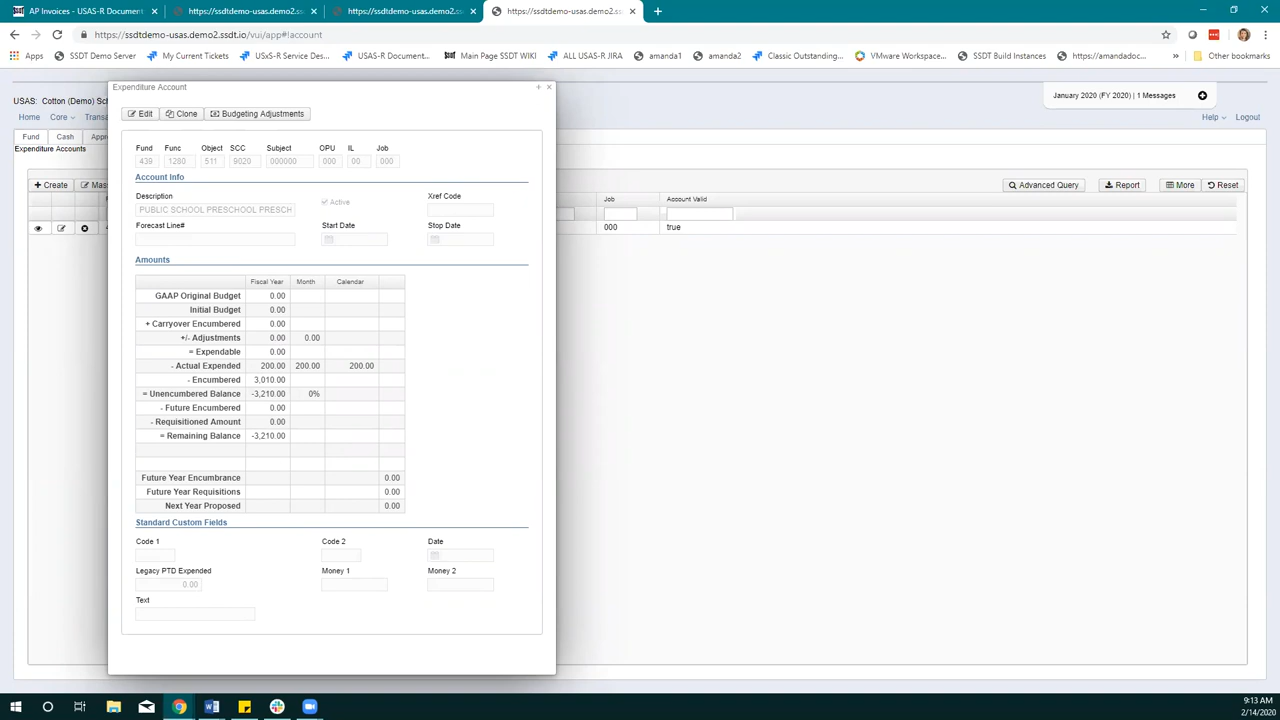 AP Invoices - USAS-R Document: ×
https://ssdtdemo-usas.demo2.ssdt. ×
https://ssdtdemo-usas.demo2.ssdt. ×
https://ssdtdemo-usas.demo2.ssdt. ×
https://ssdtdemo-usas.demo2.ssdt.io/vui/app#!account
Apps SSDT Demo Server My Current Tickets USxS-R Service Des... USAS-R Documentat... Main Page SSDT WIKI ALL USAS-R JIRA amanda1 amanda2 Classic Outstanding... VMware Workspace... SSDT Build Instances https://amandadoc... » Other bookmarks
Expenditure Account
USAS: Cotton (Demo) Sch
January 2020 (FY 2020) | 1 Messages
Home Core Transa
Help Logout
Fund Cash Appro
Expenditure Accounts
Create Mass
Advanced Query Report More Reset
Job Account Valid
000 true
Edit Clone Budgeting Adjustments
Fund Func Object SCC Subject OPU IL Job
439 1280 511 9020 000000 000 00 000
Account Info
Description Active Xref Code
PUBLIC SCHOOL PRESCHOOL PRESCH
Forecast Line# Start Date Stop Date
Amounts
Fiscal Year Month Calendar
GAAP Original Budget 0.00
Initial Budget 0.00
+ Carryover Encumbered 0.00
+/- Adjustments 0.00 0.00
= Expendable 0.00
- Actual Expended 200.00 200.00 200.00
- Encumbered 3,010.00
= Unencumbered Balance -3,210.00 0%
- Future Encumbered 0.00
- Requisitioned Amount 0.00
= Remaining Balance -3,210.00
Future Year Encumbrance 0.00
Future Year Requisitions 0.00
Next Year Proposed 0.00
Standard Custom Fields
Code 1 Code 2 Date
Legacy PTD Expended Money 1 Money 2
0.00
Text
9:13 AM
2/14/2020